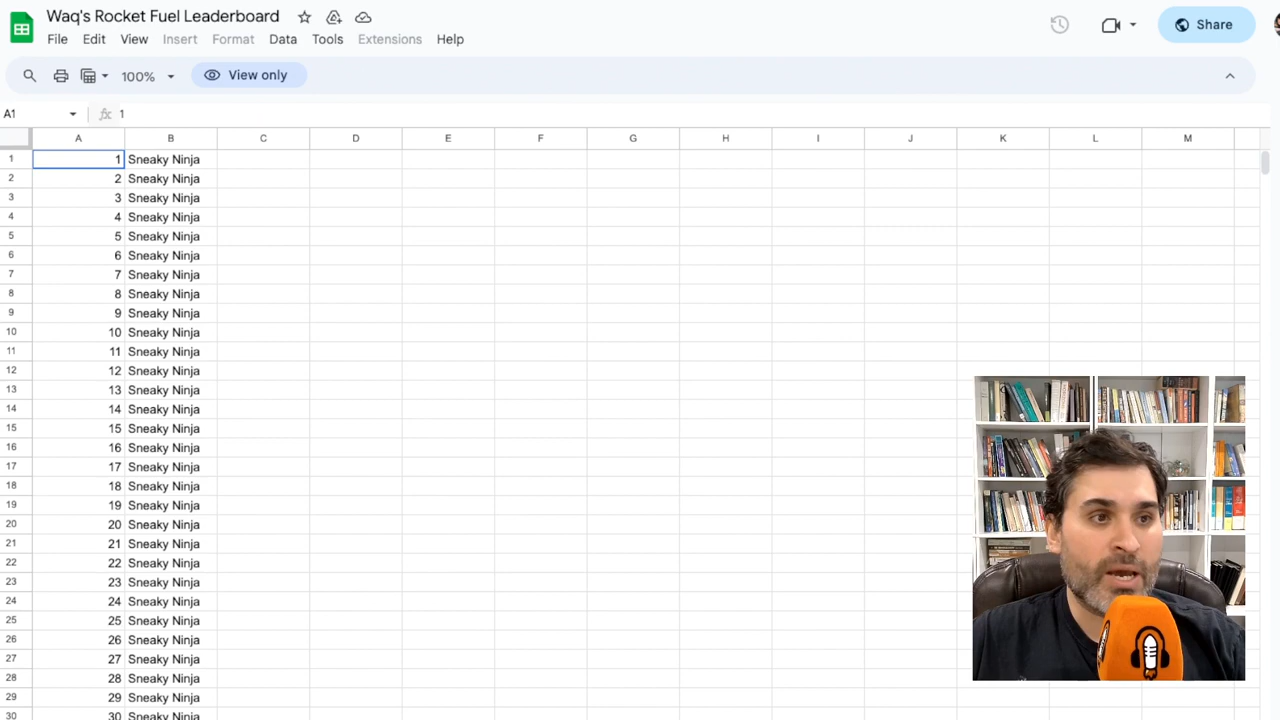 Waq's Rocket Fuel Leaderboard
File Edit View Insert Format Data Tools Extensions Help
Share
100% View only
A1 fx 1
A B C D E F G H I J K L M
1 1 Sneaky Ninja
2 2 Sneaky Ninja
3 3 Sneaky Ninja
4 4 Sneaky Ninja
5 5 Sneaky Ninja
6 6 Sneaky Ninja
7 7 Sneaky Ninja
8 8 Sneaky Ninja
9 9 Sneaky Ninja
10 10 Sneaky Ninja
11 11 Sneaky Ninja
12 12 Sneaky Ninja
13 13 Sneaky Ninja
14 14 Sneaky Ninja
15 15 Sneaky Ninja
16 16 Sneaky Ninja
17 17 Sneaky Ninja
18 18 Sneaky Ninja
19 19 Sneaky Ninja
20 20 Sneaky Ninja
21 21 Sneaky Ninja
22 22 Sneaky Ninja
23 23 Sneaky Ninja
24 24 Sneaky Ninja
25 25 Sneaky Ninja
26 26 Sneaky Ninja
27 27 Sneaky Ninja
28 28 Sneaky Ninja
29 29 Sneaky Ninja
30 30 Sneaky Ninja